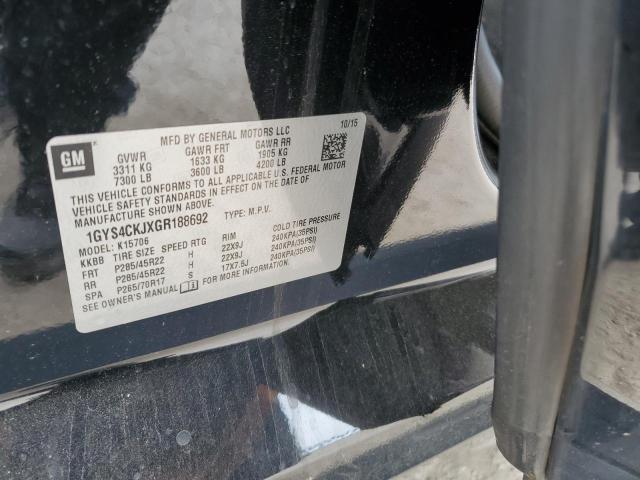 10/15
MFD BY GENERAL MOTORS LLC
GM GVWR GAWR FRT GAWR RR
3311 KG 1633 KG 1905 KG
7300 LB 3600 LB 4200 LB
THIS VEHICLE CONFORMS TO ALL APPLICABLE U.S. FEDERAL MOTOR
VEHICLE SAFETY STANDARDS IN EFFECT ON THE DATE OF
MANUFACTURE SHOWN ABOVE.
1GYS4CKJXGR188692 TYPE: M.P.V.
MODEL: K15706
KKBB TIRE SIZE SPEED RTG RIM COLD TIRE PRESSURE
FRT P285/45R22 H 22X9J 240KPA(35PSI)
RR P285/45R22 H 22X9J 240KPA(35PSI)
SPA P265/70R17 S 17X7.5J 240KPA(35PSI)
SEE OWNER'S MANUAL FOR MORE INFORMATION.